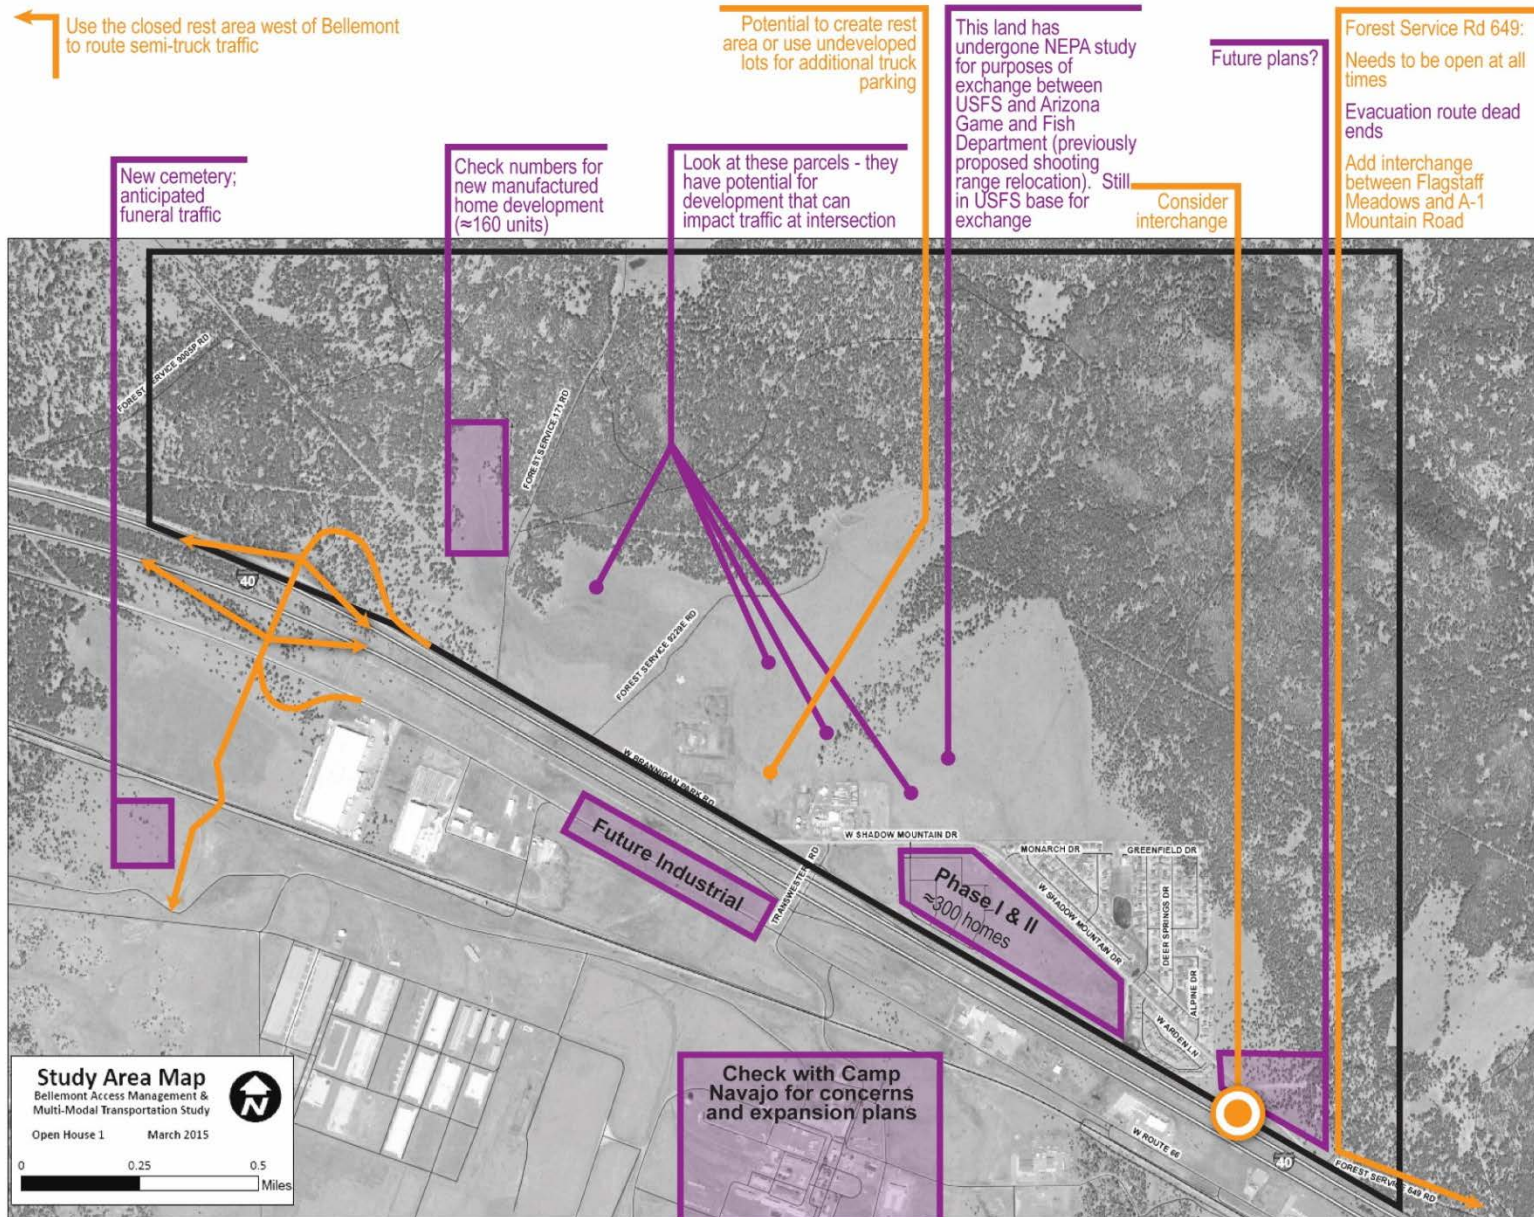 Use the closed rest area west of Bellemont
to route semi-truck traffic
Potential to create rest
area or use undeveloped
lots for additional truck
parking
This land has
undergone NEPA study
for purposes of
exchange between
USFS and Arizona
Game and Fish
Department (previously
proposed shooting
range relocation). Still
in USFS base for
exchange
Future plans?
Forest Service Rd 649:
Needs to be open at all
times
Evacuation route dead
ends
Add interchange
between Flagstaff
Meadows and A-1
Mountain Road
New cemetery;
anticipated
funeral traffic
Check numbers for
new manufactured
home development
(≈160 units)
Look at these parcels - they
have potential for
development that can
impact traffic at intersection
Consider
interchange
FOREST SERVICE 9005P RD
FOREST SERVICE 171 RD
40
FOREST SERVICE 9229E RD
W BRANNIGAN PARK RD
Future Industrial
TRANSWESTERN RD
W SHADOW MOUNTAIN DR
MONARCH DR
GREENFIELD DR
Phase I & II
≈300 homes
W SHADOW MOUNTAIN DR
DEER SPRINGS DR
ALPINE DR
W ARDEN LN
Check with Camp
Navajo for concerns
and expansion plans
W ROUTE 66
40
FOREST SERVICE 649 RD
Study Area Map
Bellemont Access Management &
Multi-Modal Transportation Study
Open House 1 March 2015
N
0 0.25 0.5
Miles